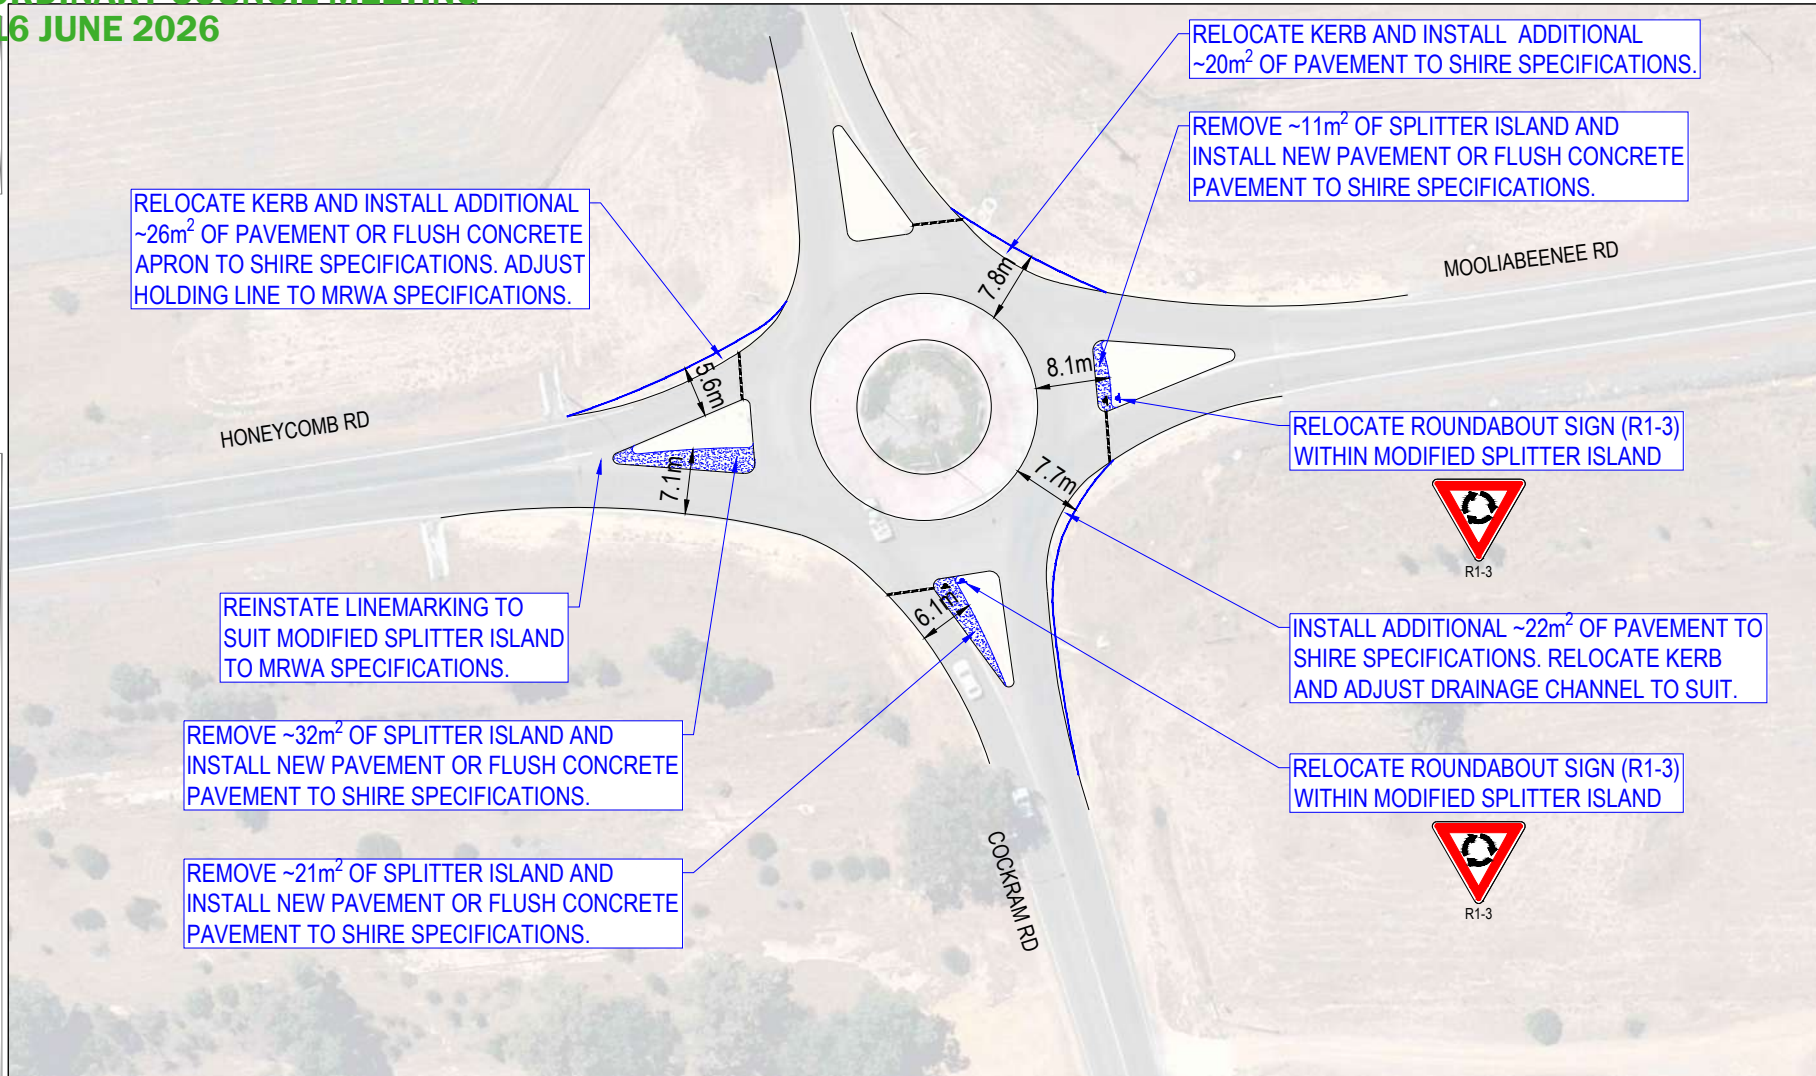 16 JUNE 2026
RELOCATE KERB AND INSTALL ADDITIONAL
~20m² OF PAVEMENT TO SHIRE SPECIFICATIONS.
REMOVE ~11m² OF SPLITTER ISLAND AND
INSTALL NEW PAVEMENT OR FLUSH CONCRETE
PAVEMENT TO SHIRE SPECIFICATIONS.
RELOCATE KERB AND INSTALL ADDITIONAL
~26m² OF PAVEMENT OR FLUSH CONCRETE
APRON TO SHIRE SPECIFICATIONS. ADJUST
HOLDING LINE TO MRWA SPECIFICATIONS.
MOOLIABEENEE RD
7.8m
8.1m
5.6m
HONEYCOMB RD
7.1m
7.7m
6.1m
RELOCATE ROUNDABOUT SIGN (R1-3)
WITHIN MODIFIED SPLITTER ISLAND
R1-3
REINSTATE LINEMARKING TO
SUIT MODIFIED SPLITTER ISLAND
TO MRWA SPECIFICATIONS.
INSTALL ADDITIONAL ~22m² OF PAVEMENT TO
SHIRE SPECIFICATIONS. RELOCATE KERB
AND ADJUST DRAINAGE CHANNEL TO SUIT.
REMOVE ~32m² OF SPLITTER ISLAND AND
INSTALL NEW PAVEMENT OR FLUSH CONCRETE
PAVEMENT TO SHIRE SPECIFICATIONS.
RELOCATE ROUNDABOUT SIGN (R1-3)
WITHIN MODIFIED SPLITTER ISLAND
R1-3
REMOVE ~21m² OF SPLITTER ISLAND AND
INSTALL NEW PAVEMENT OR FLUSH CONCRETE
PAVEMENT TO SHIRE SPECIFICATIONS.
COCKRAM RD